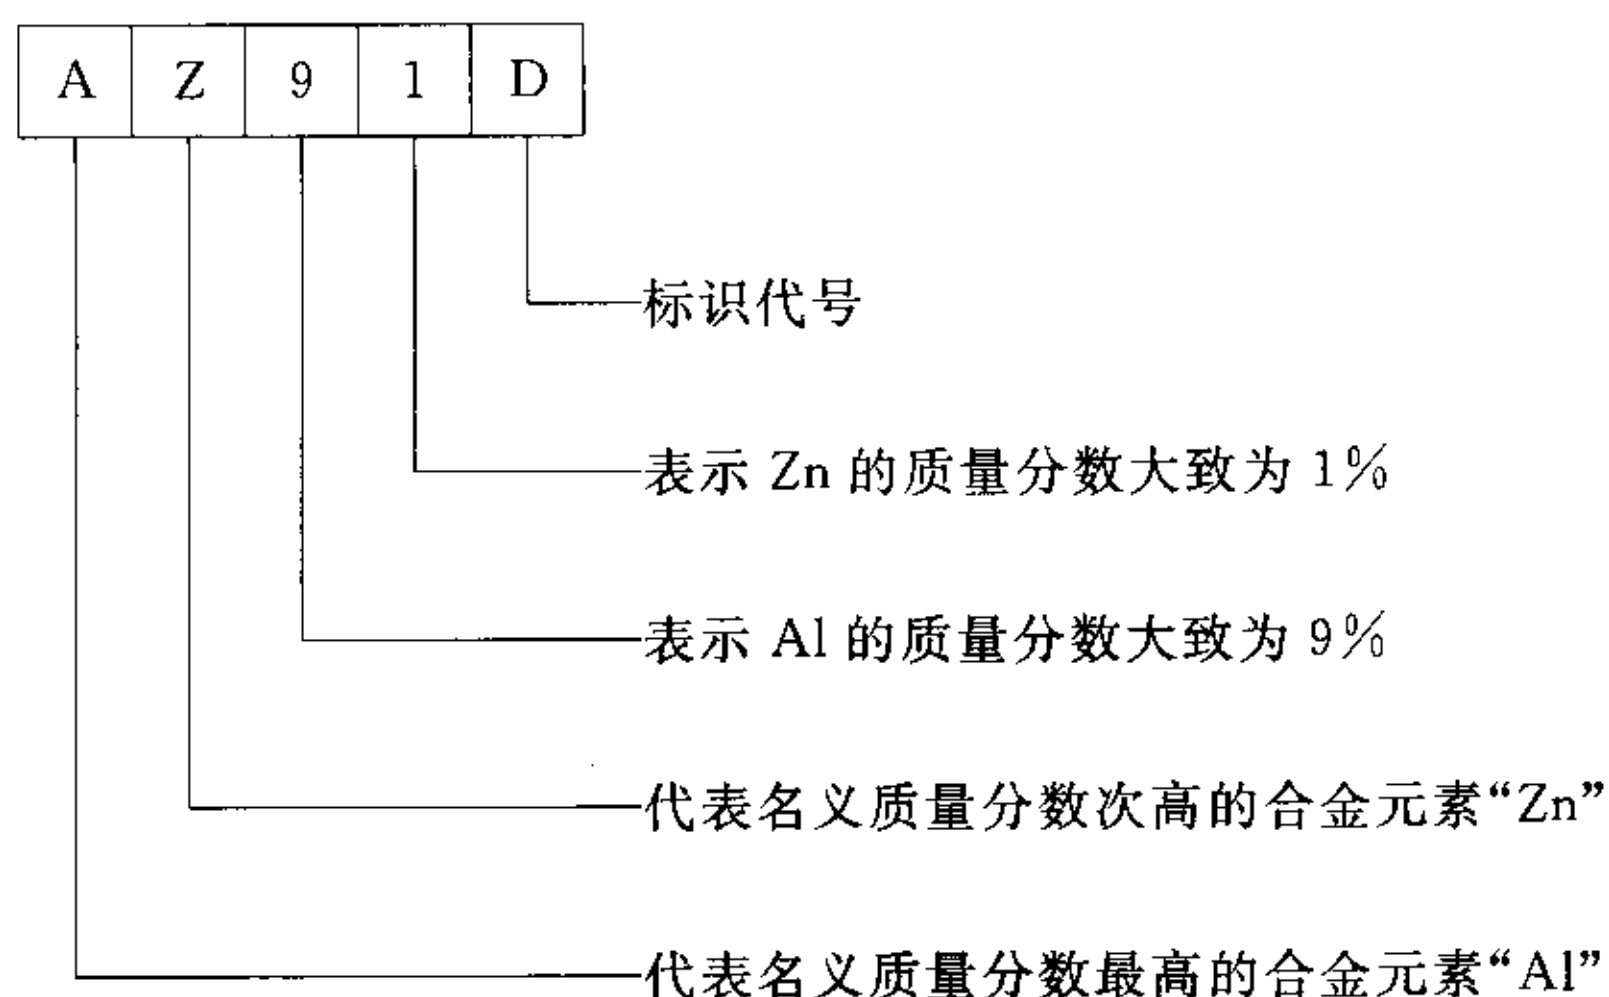 A Z 9 1 D
标识代号
表示 Zn 的质量分数大致为 1%
表示 Al 的质量分数大致为 9%
代表名义质量分数次高的合金元素“Zn”
代表名义质量分数最高的合金元素“Al”